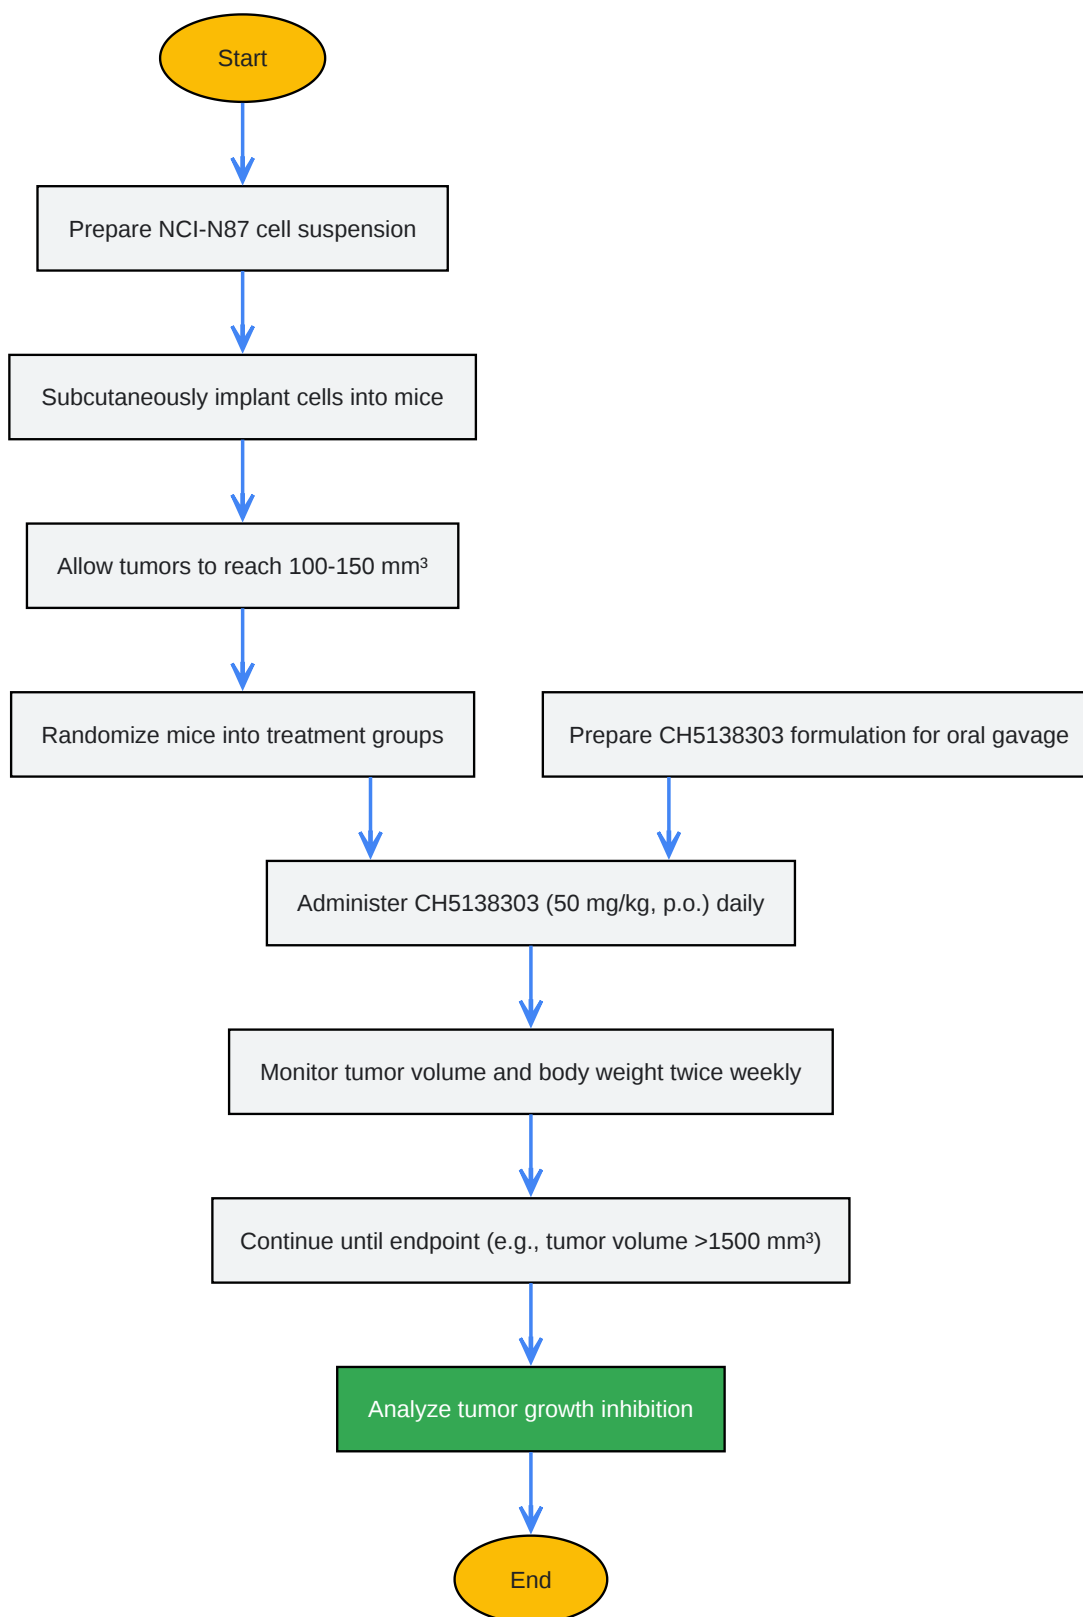 Start
Prepare NCI-N87 cell suspension
Subcutaneously implant cells into mice
Allow tumors to reach 100-150 mm³
Randomize mice into treatment groups
Prepare CH5138303 formulation for oral gavage
Administer CH5138303 (50 mg/kg, p.o.) daily
Monitor tumor volume and body weight twice weekly
Continue until endpoint (e.g., tumor volume >1500 mm³)
Analyze tumor growth inhibition
End